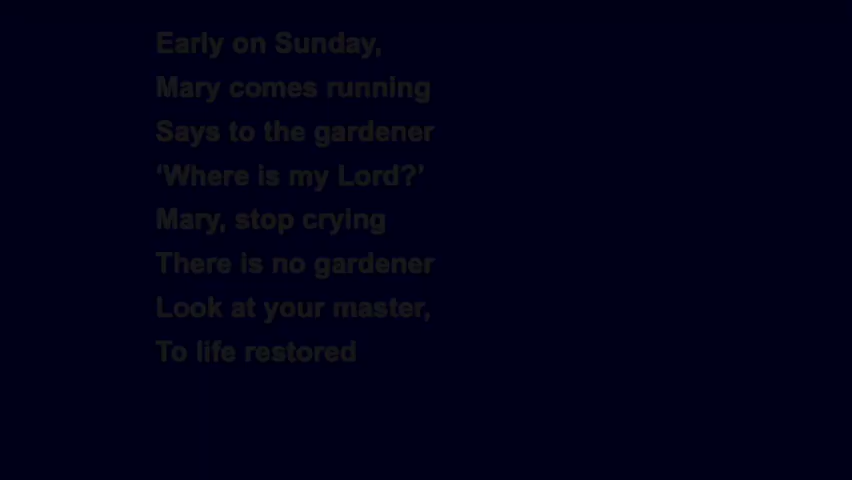 Early on Sunday,
Mary comes running
Says to the gardener
‘Where is my Lord?’
Mary, stop crying
There is no gardener
Look at your master,
To life restored